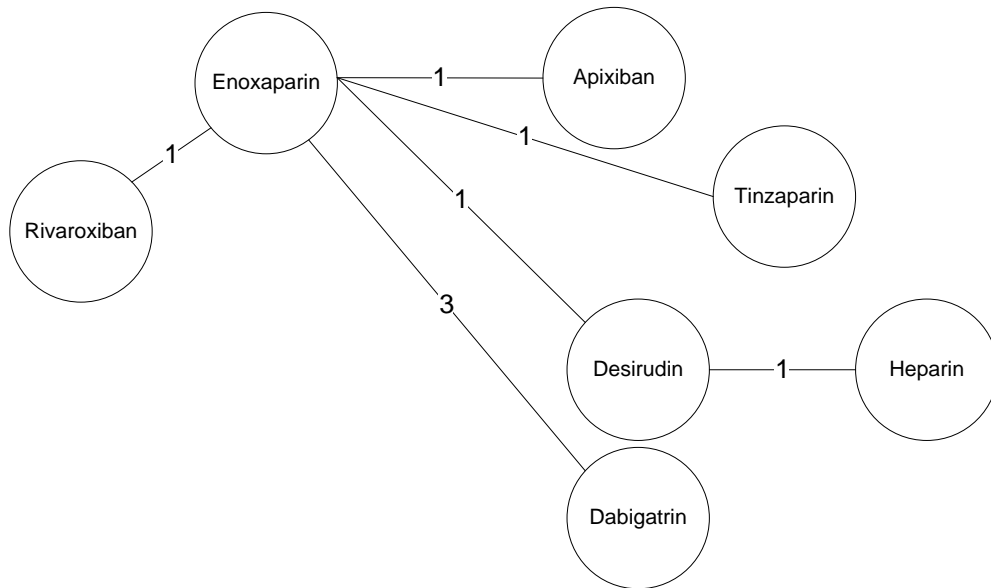 Enoxaparin
1
Apixiban
1
Tinzaparin
1
Rivaroxiban
1
3
Desirudin
1
Heparin
Dabigatrin